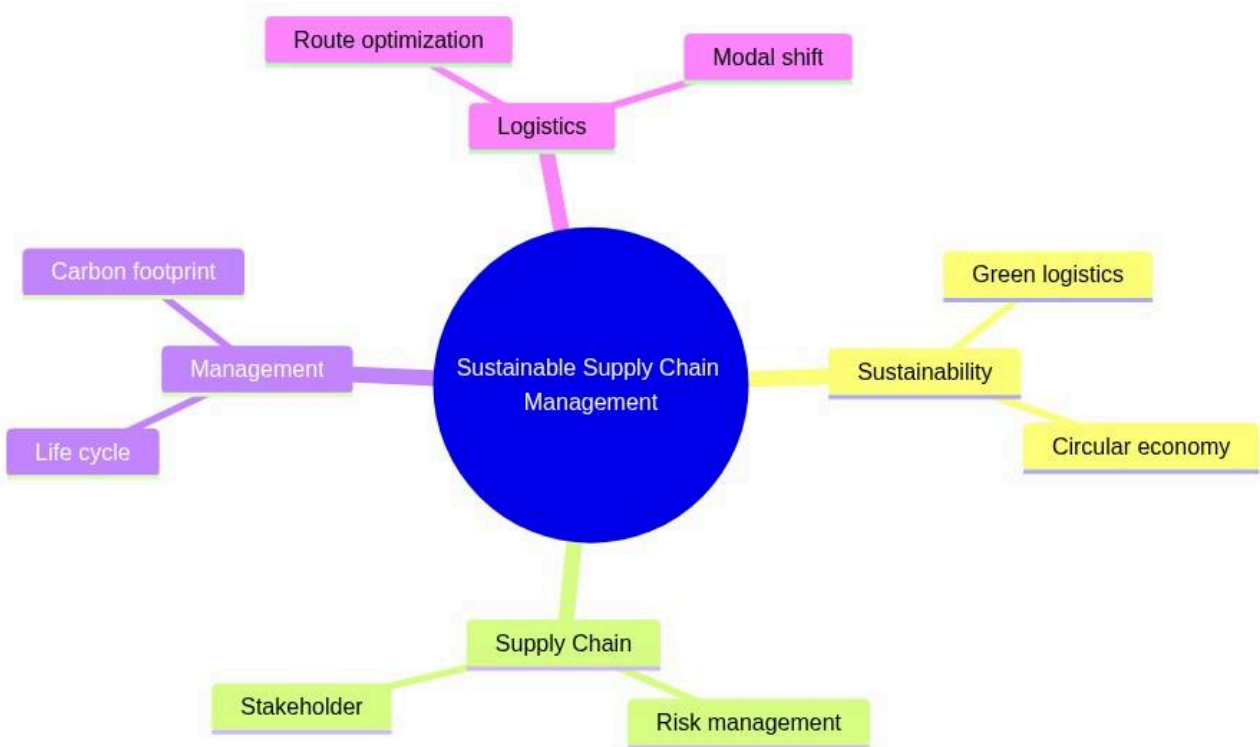 Route optimization
Modal shift
Logistics
Carbon footprint
Green logistics
Management
Sustainable Supply Chain
Management
Sustainability
Life cycle
Circular economy
Supply Chain
Stakeholder
Risk management